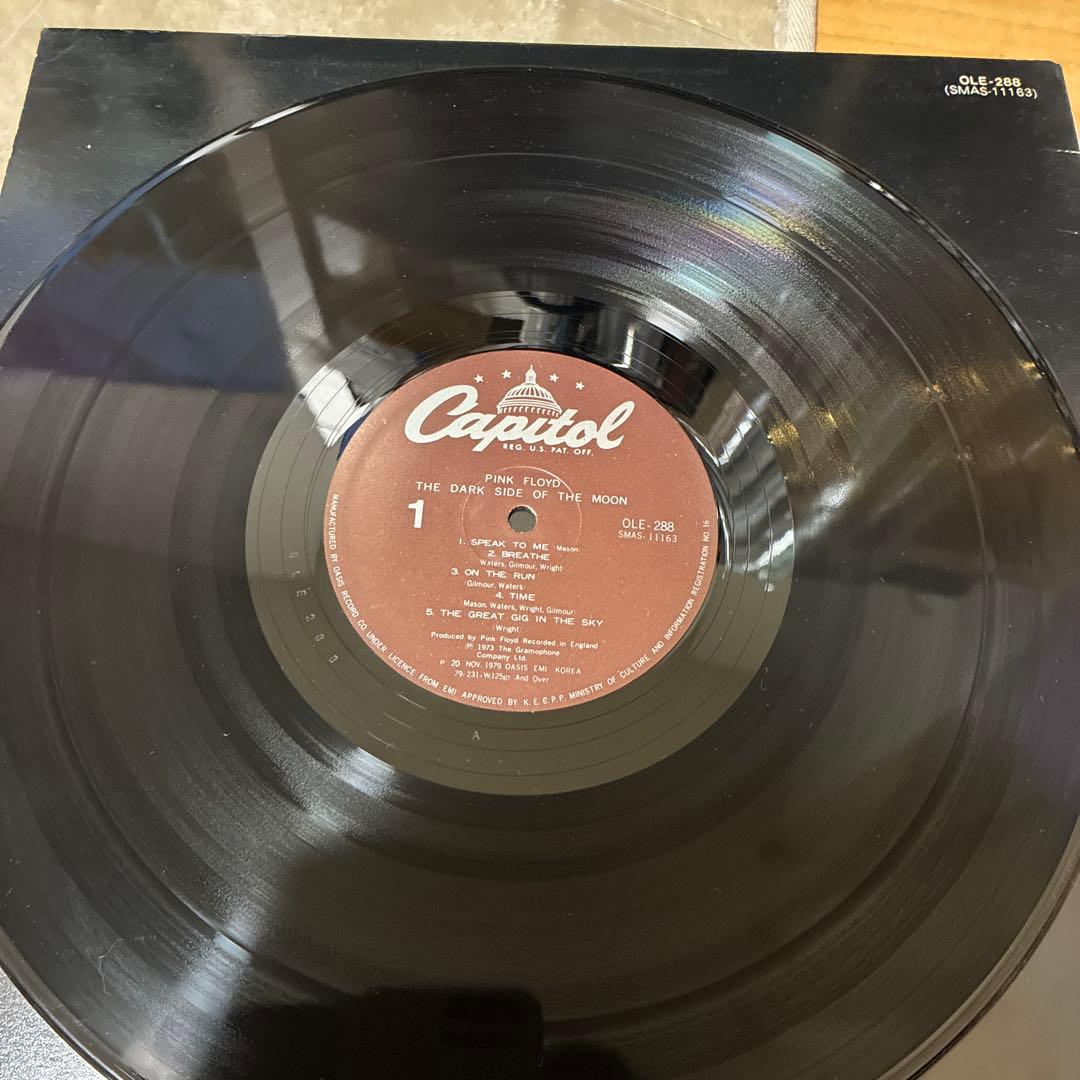 OLE-288
(SMAS-11163)
Capitol
REG. U.S. PAT. OFF.
PINK FLOYD
THE DARK SIDE OF THE MOON
1
OLE-288
SMAS-11163
1. SPEAK TO ME (Mason)
2. BREATHE
Waters, Gilmour, Wright
3. ON THE RUN
(Gilmour, Waters)
4. TIME
(Mason, Waters, Wright, Gilmour)
5. THE GREAT GIG IN THE SKY
(Wright)
Produced by Pink Floyd Recorded in England
℗ 1973 The Gramophone
Company Ltd.
P 20 NOV. 1979. OASIS EMI KOREA
79-231-W.125gr And Over
MANUFACTURED BY OASIS RECORD CO. UNDER LICENCE FROM EMI APPROVED BY K.E.C.P.P. MINISTRY OF CULTURE AND INFORMATION REGISTRATION NO. 16
OLE288
A